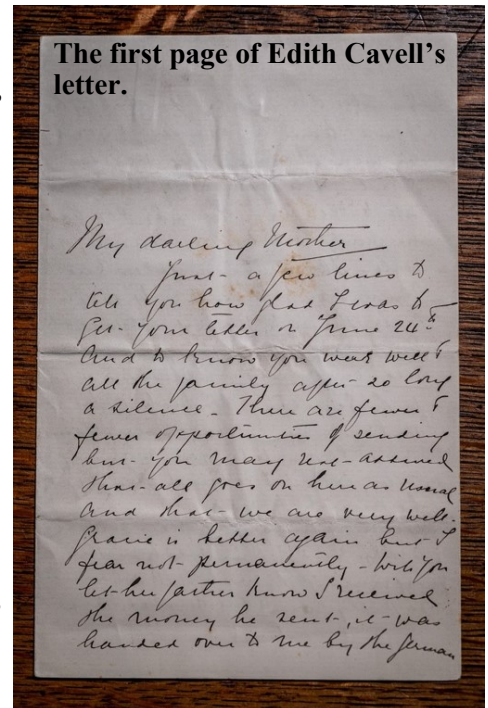 The first page of Edith Cavell’s
letter.
My darling Mother
Just a few lines to
tell you how glad I was to
get your letter on June 24th
and to know you were well &
all the family after so long
a silence – There are fewer &
fewer opportunities of sending
but you may rest assured
that all goes on here as usual
and that we are very well.
Gracie is better again but I
fear not permanently – Will you
let her father know I received
the money he sent, it was
handed over to me by the German